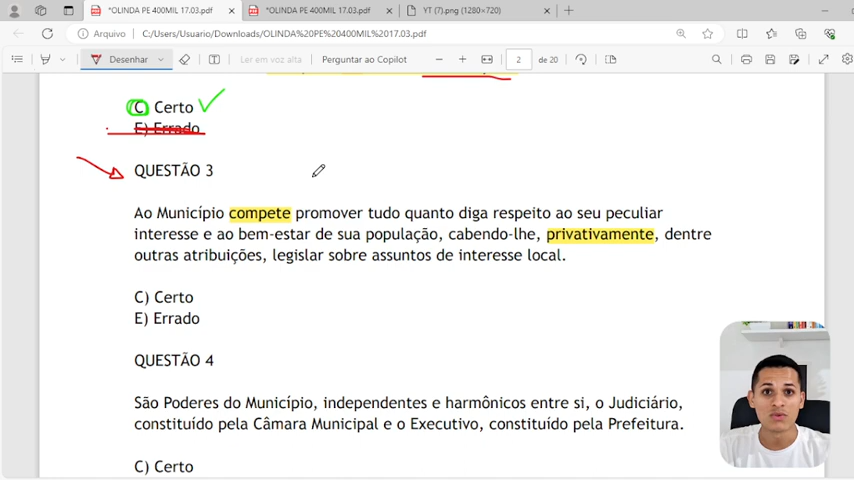 *OLINDA PE 400MIL 17.03.pdf
*OLINDA PE 400MIL 17.03.pdf
YT (7).png (1280×720)
Arquivo
C:/Users/Usuario/Downloads/OLINDA%20PE%20400MIL%2017.03.pdf
Desenhar
Ler em voz alta
Perguntar ao Copilot
2
de 20
C) Certo
E) Errado
QUESTÃO 3
Ao Município compete promover tudo quanto diga respeito ao seu peculiar
interesse e ao bem-estar de sua população, cabendo-lhe, privativamente, dentre
outras atribuições, legislar sobre assuntos de interesse local.
C) Certo
E) Errado
QUESTÃO 4
São Poderes do Município, independentes e harmônicos entre si, o Judiciário,
constituído pela Câmara Municipal e o Executivo, constituído pela Prefeitura.
C) Certo